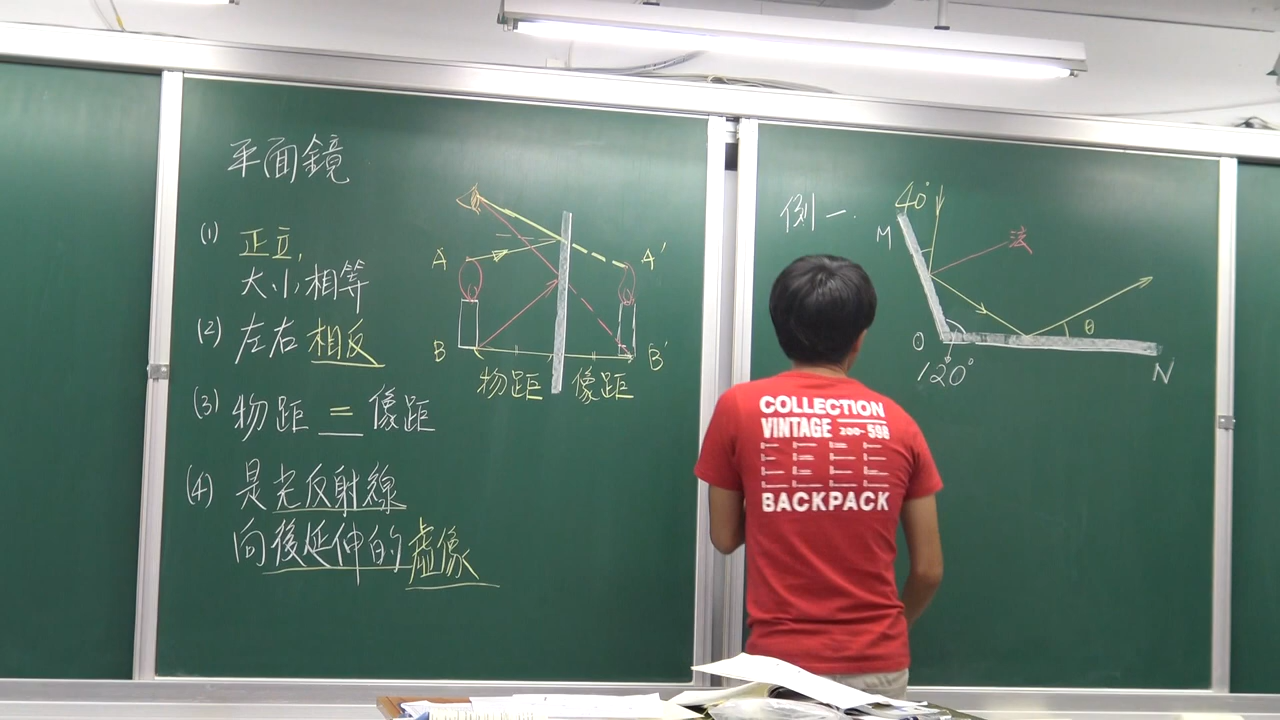 平面鏡
(1) 正立,
大小相等
(2) 左右相反
(3) 物距 = 像距
(4) 是光反射線
向後延伸的虛像
A
A'
B
B'
物距
像距
例一.
40°
M
法
O
θ
120°
N
COLLECTION
VINTAGE 200-598
BACKPACK